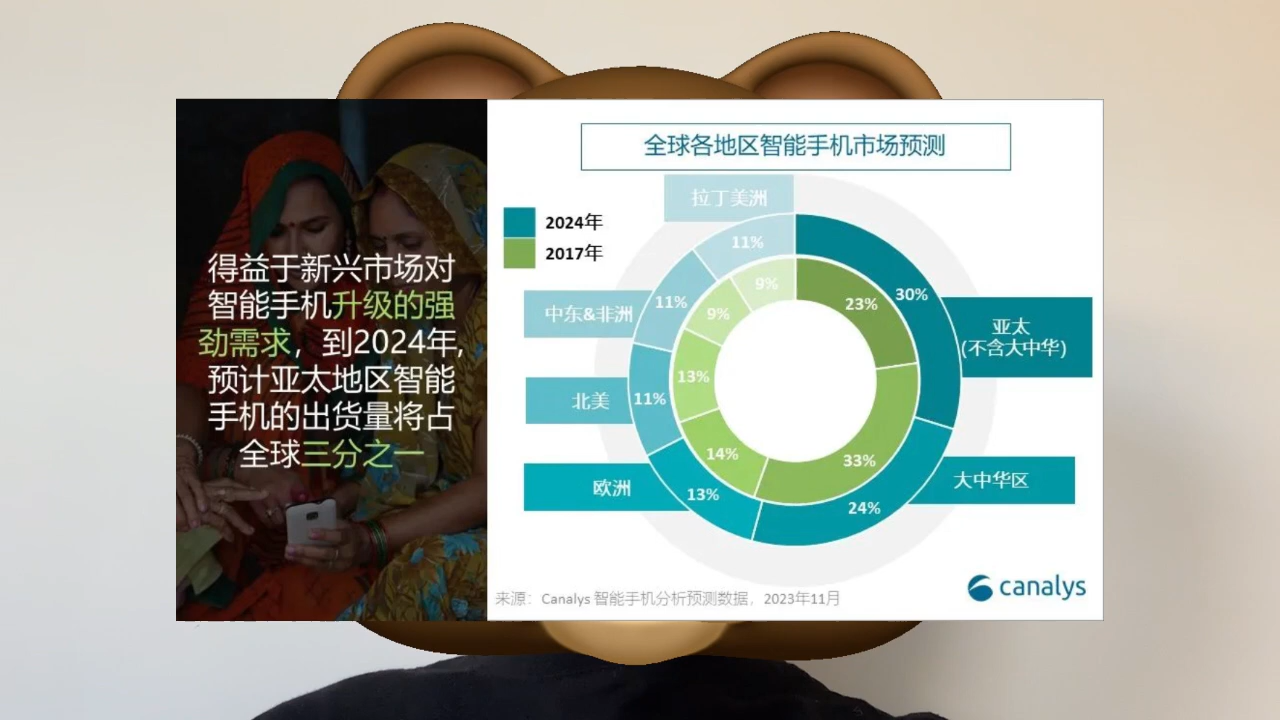 得益于新兴市场对
智能手机升级的强
劲需求，到2024年,
预计亚太地区智能
手机的出货量将占
全球三分之一
全球各地区智能手机市场预测
2024年
2017年
拉丁美洲
中东&非洲
北美
欧洲
亚太
(不含大中华)
大中华区
11%
11%
11%
13%
24%
30%
9%
9%
13%
14%
33%
23%
来源：Canalys 智能手机分析预测数据，2023年11月
canalys